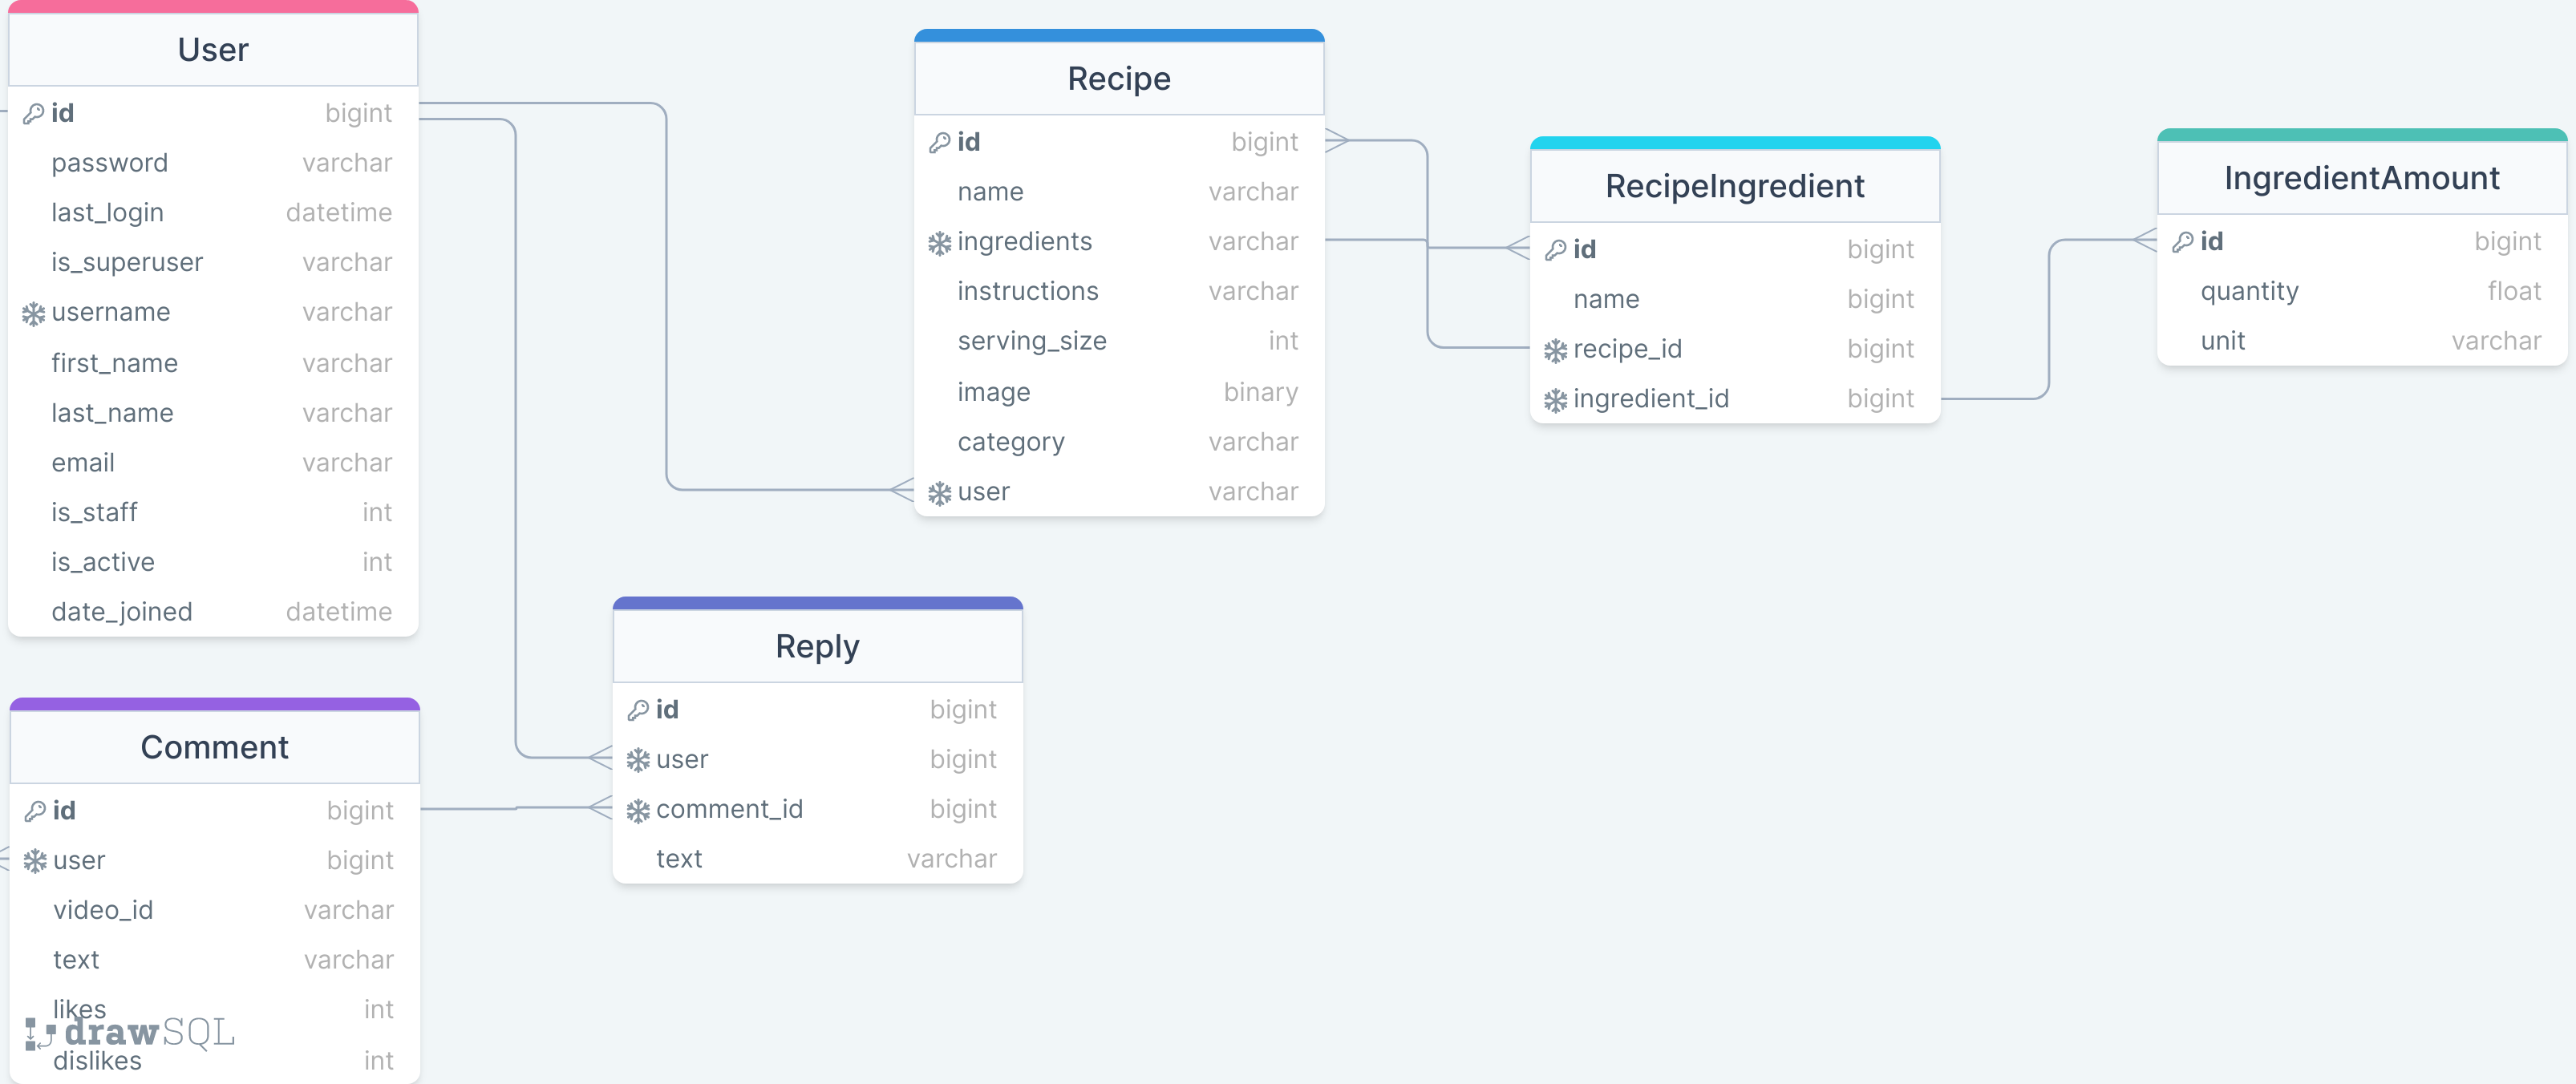 User
id bigint
password varchar
last_login datetime
is_superuser varchar
username varchar
first_name varchar
last_name varchar
email varchar
is_staff int
is_active int
date_joined datetime
Recipe
id bigint
name varchar
ingredients varchar
instructions varchar
serving_size int
image binary
category varchar
user varchar
RecipeIngredient
id bigint
name bigint
recipe_id bigint
ingredient_id bigint
IngredientAmount
id bigint
quantity float
unit varchar
Reply
id bigint
user bigint
comment_id bigint
text varchar
Comment
id bigint
user bigint
video_id varchar
text varchar
likes int
drawSQL
dislikes int